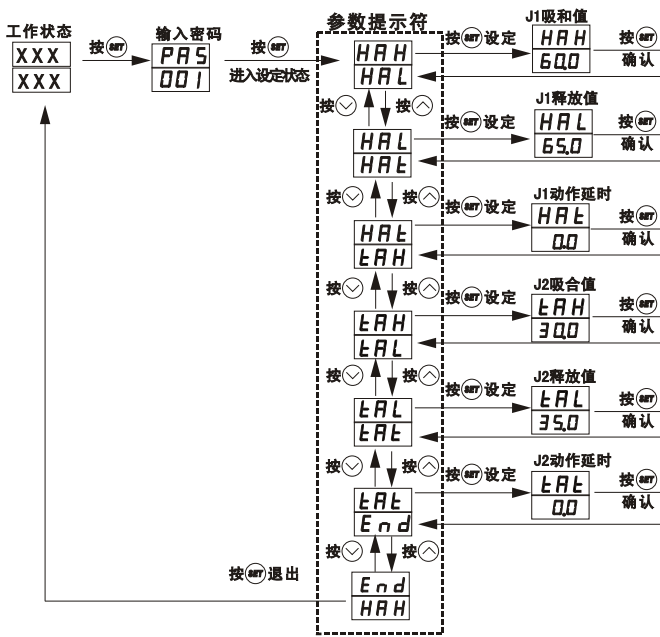 工作状态
XXX
XXX
按SET
输入密码
PAS
001
按SET
进入设定状态
参数提示符
HAH
HAL
按SET设定
J1吸和值
HAH
60.0
按SET
确认
按
按
HAL
HAt
按SET设定
J1释放值
HAL
65.0
按SET
确认
按
按
HAt
tAH
按SET设定
J1动作延时
HAt
0.0
按SET
确认
按
按
tAH
tAL
按SET设定
J2吸合值
tAH
30.0
按SET
确认
按
按
tAL
tAt
按SET设定
J2释放值
tAL
35.0
按SET
确认
按
按
tAt
End
按SET设定
J2动作延时
tAt
0.0
按SET
确认
按
按
End
HAH
按SET退出